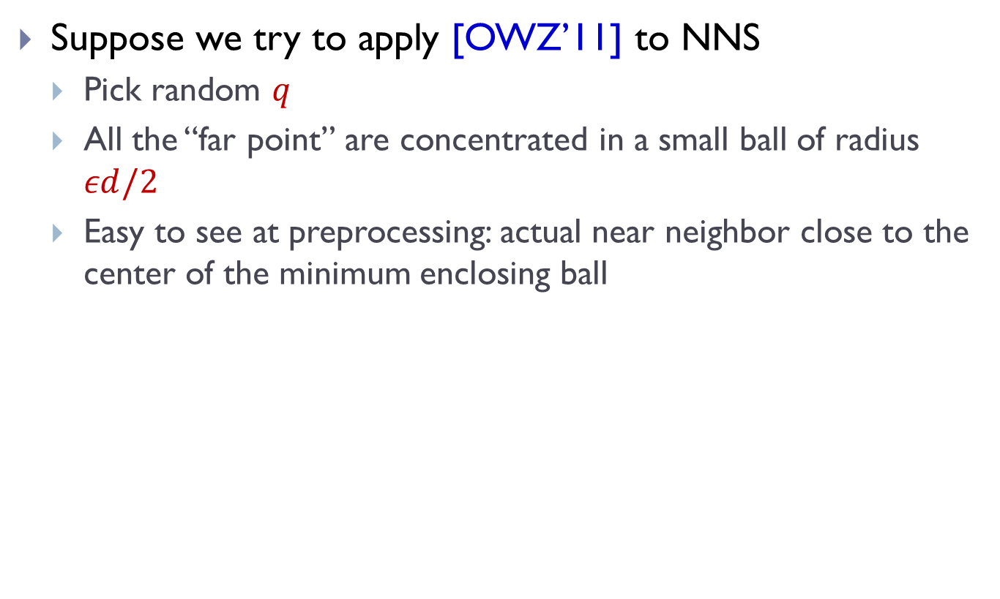 Suppose we try to apply [OWZ’11] to NNS
Pick random q
All the “far point” are concentrated in a small ball of radius
ϵd/2
Easy to see at preprocessing: actual near neighbor close to the
center of the minimum enclosing ball